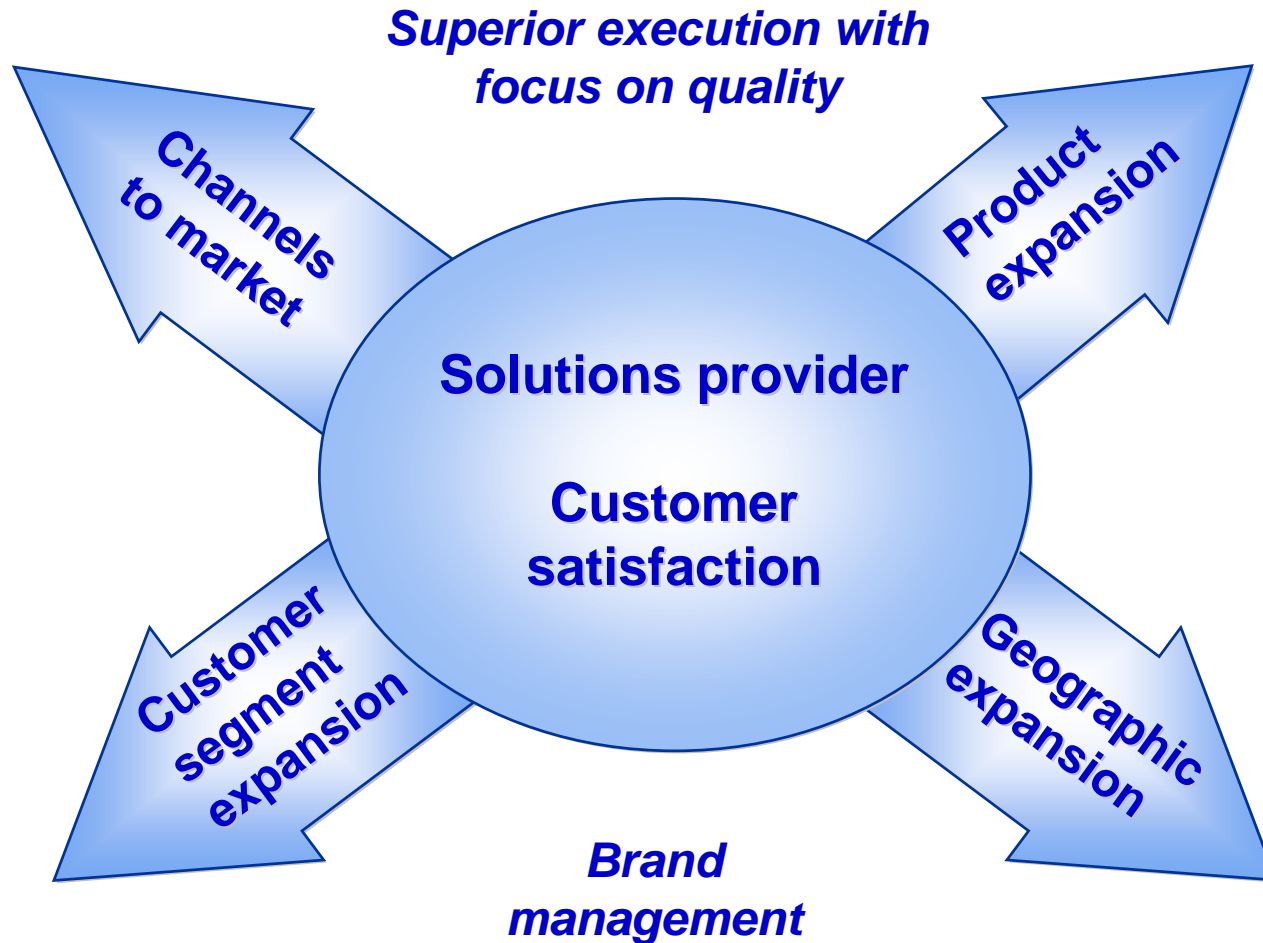 Superior execution with
focus on quality
Channels
to market
Product
expansion
Solutions provider
Customer
satisfaction
Customer
segment
expansion
Geographic
expansion
Brand
management